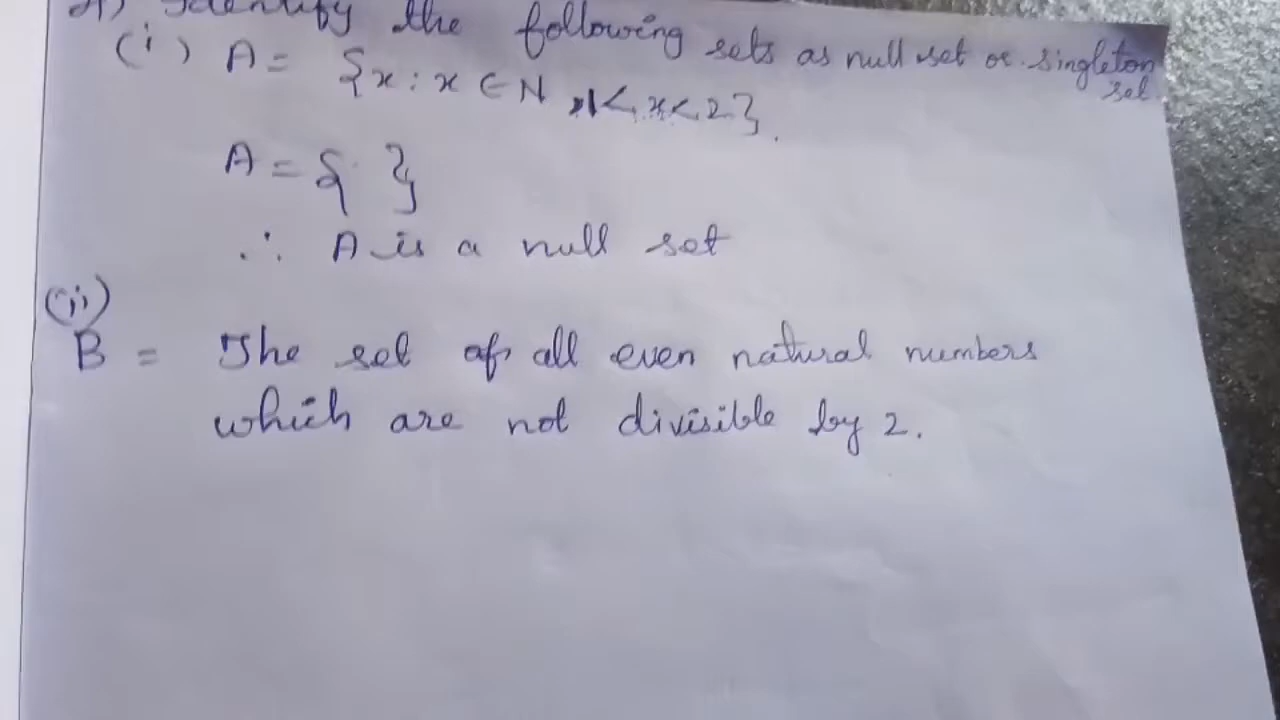 Identify the following sets as null set or singleton set
(i) A = {x : x ∈ N, 1 < x < 2}.
A = { }
∴ A is a null set
(ii)
B = The set of all even natural numbers
which are not divisible by 2.